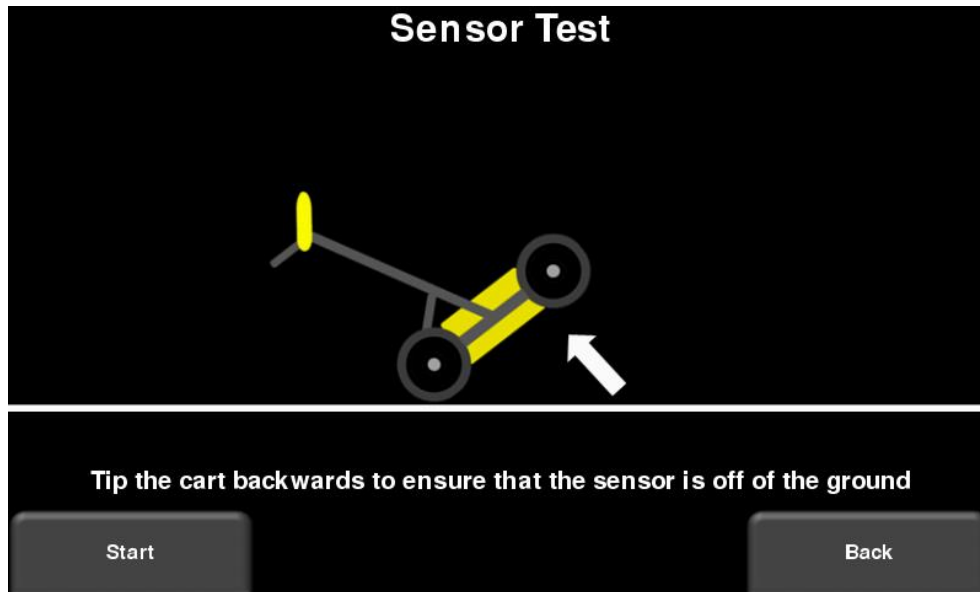 Sensor Test
Tip the cart backwards to ensure that the sensor is off of the ground
Start
Back